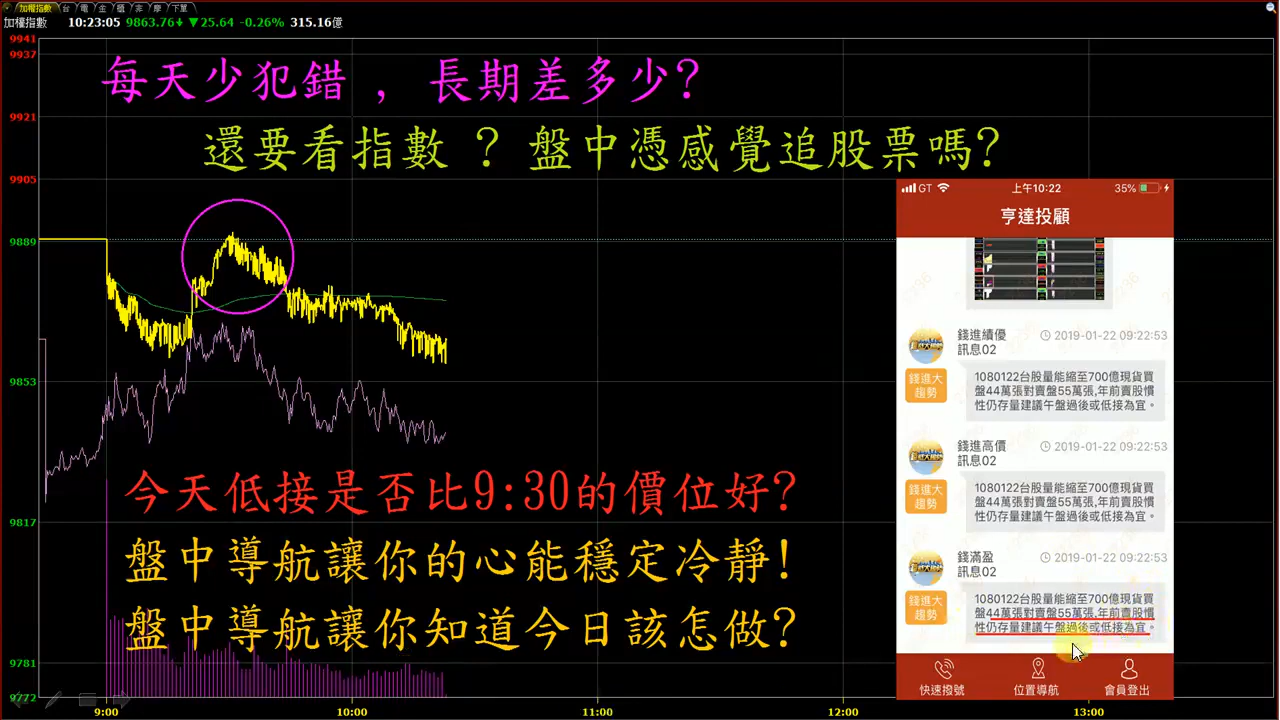 加權指數 台 電 金 櫃 非 摩 下單
加權指數 10:23:05 9863.76 ▼25.64 -0.26% 315.16億
9941
9937
9921
9905
9889
9853
9817
9781
9772
9:00 10:00 11:00 12:00 13:00
每天少犯錯 , 長期差多少?
還要看指數 ? 盤中憑感覺追股票嗎?
今天低接是否比9:30的價位好?
盤中導航讓你的心能穩定冷靜!
盤中導航讓你知道今日該怎做?
GT 上午10:22 35%
亨達投顧
錢進績優
訊息02
2019-01-22 09:22:53
錢進大
趨勢
1080122台股量能縮至700億現貨買
盤44萬張對賣盤55萬張,年前賣股慣
性仍存量建議午盤過後或低接為宜。
錢進高價
訊息02
2019-01-22 09:22:53
錢進大
趨勢
1080122台股量能縮至700億現貨買
盤44萬張對賣盤55萬張,年前賣股慣
性仍存量建議午盤過後或低接為宜。
錢滿盈
訊息02
2019-01-22 09:22:53
錢進大
趨勢
1080122台股量能縮至700億現貨買
盤44萬張對賣盤55萬張,年前賣股慣
性仍存量建議午盤過後或低接為宜。
快速撥號 位置導航 會員登出